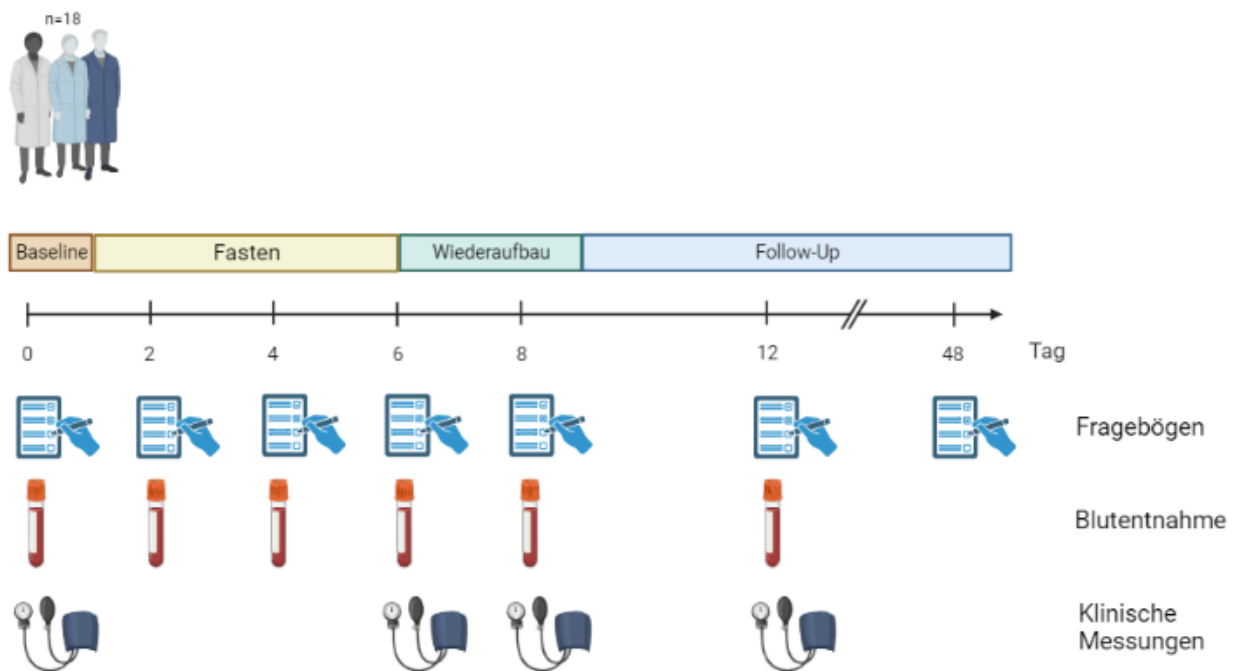 n=18
Baseline Fasten Wiederaufbau Follow-Up
0 2 4 6 8 12 48 Tag
Fragebögen
Blutentnahme
Klinische
Messungen